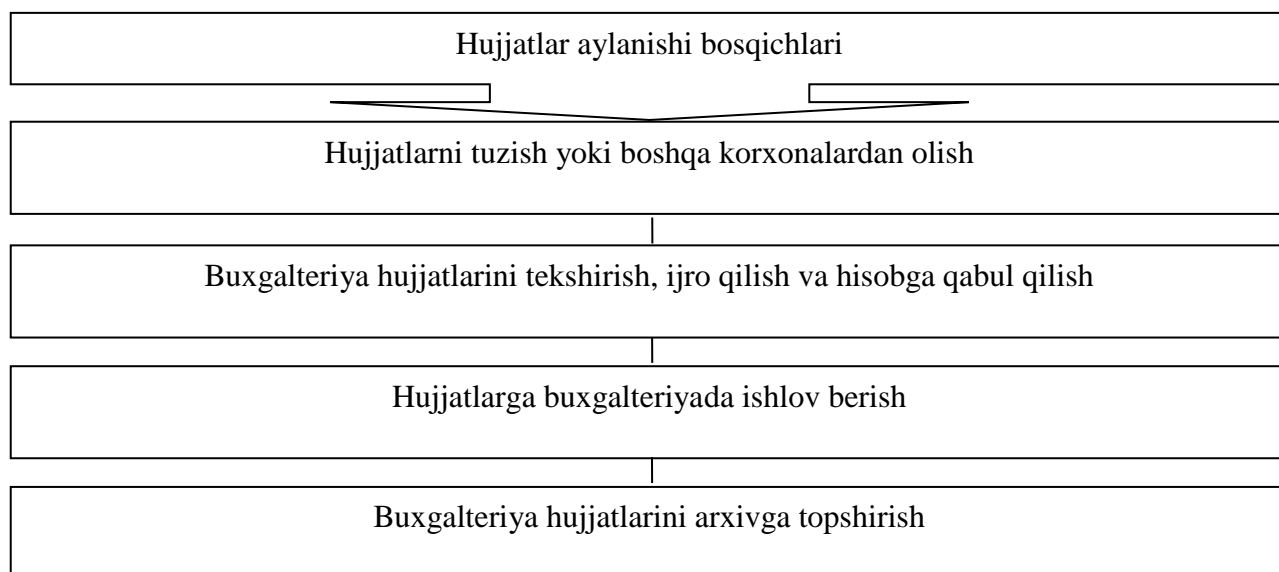 Hujjatlar aylanishi bosqichlari
Hujjatlarni tuzish yoki boshqa korxonalardan olish
Buxgalteriya hujjatlarini tekshirish, ijro qilish va hisobga qabul qilish
Hujjatlarga buxgalteriyada ishlov berish
Buxgalteriya hujjatlarini arxivga topshirish